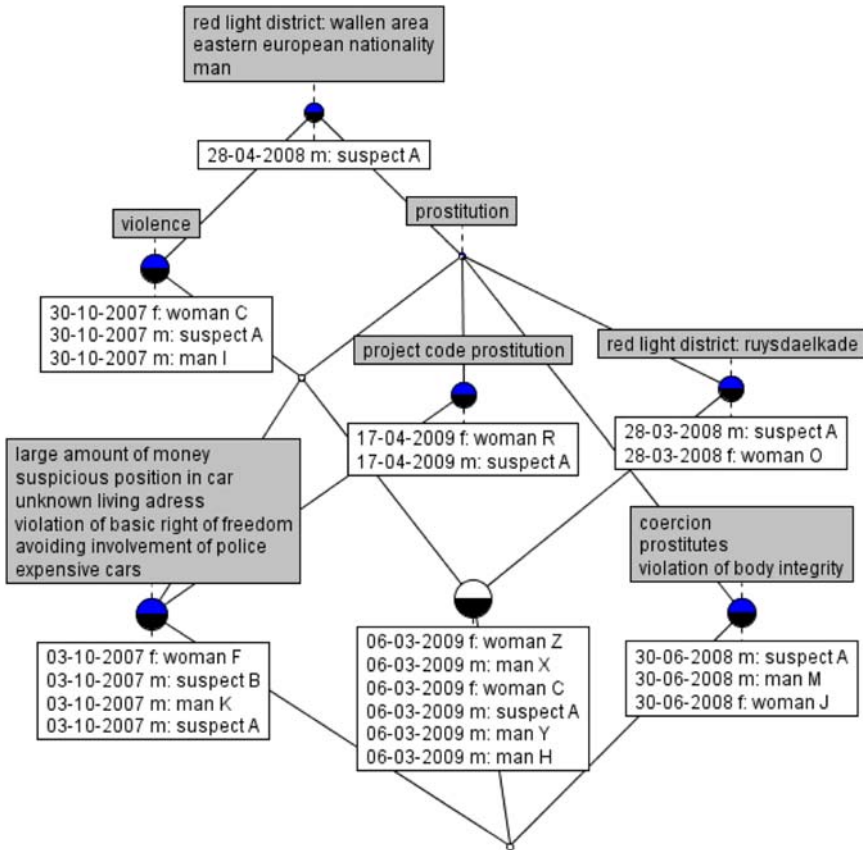 red light district: wallen area
eastern european nationality
man
28-04-2008 m: suspect A
violence
prostitution
30-10-2007 f: woman C
30-10-2007 m: suspect A
30-10-2007 m: man I
project code prostitution
red light district: ruysdaelkade
17-04-2009 f: woman R
17-04-2009 m: suspect A
28-03-2008 m: suspect A
28-03-2008 f: woman O
large amount of money
suspicious position in car
unknown living adress
violation of basic right of freedom
avoiding involvement of police
expensive cars
coercion
prostitutes
violation of body integrity
03-10-2007 f: woman F
03-10-2007 m: suspect B
03-10-2007 m: man K
03-10-2007 m: suspect A
06-03-2009 f: woman Z
06-03-2009 m: man X
06-03-2009 f: woman C
06-03-2009 m: suspect A
06-03-2009 m: man Y
06-03-2009 m: man H
30-06-2008 m: suspect A
30-06-2008 m: man M
30-06-2008 f: woman J